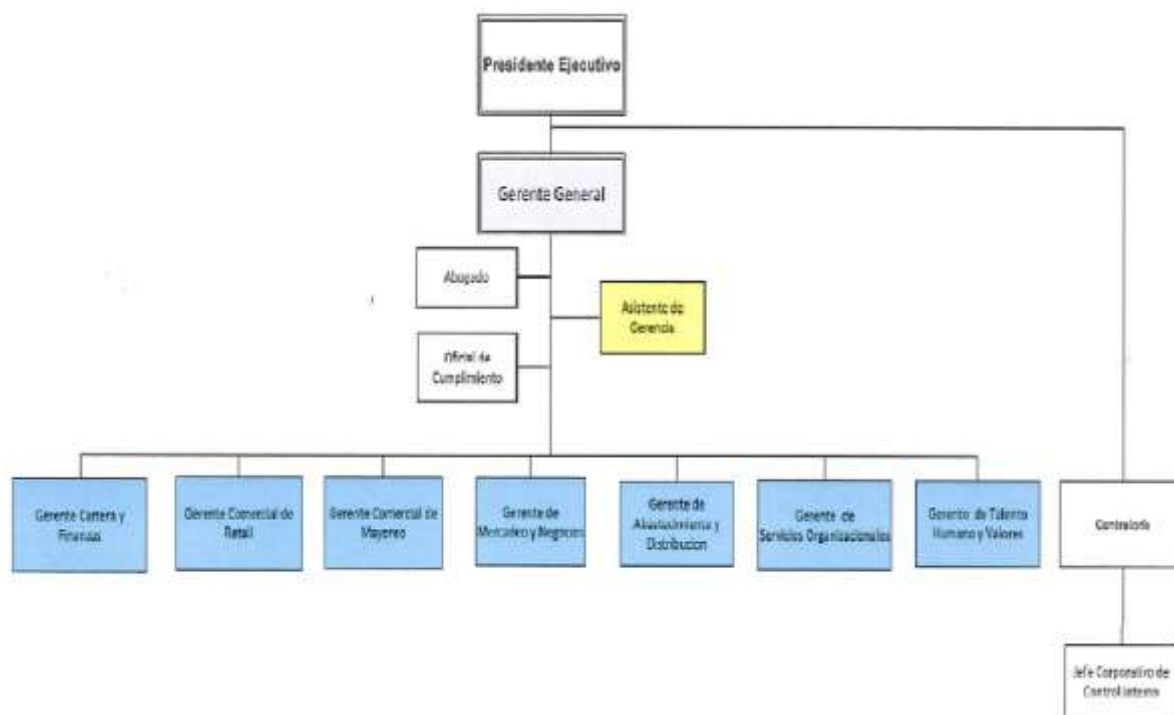 Presidente Ejecutivo
Gerente General
Abogado
Asistente de
Gerencia
Oficial de
Cumplimiento
Gerente Cartera y
Finanzas
Gerente Comercial de
Retail
Gerente Comercial de
Mayoreo
Gerente de
Mercadeo y Negocios
Gerente de
Abastecimiento y
Distribucion
Gerente de
Servicios Organizacionales
Gerente de Talento
Humano y Valores
Contraloría
Jefe Corporativo de
Control Interno